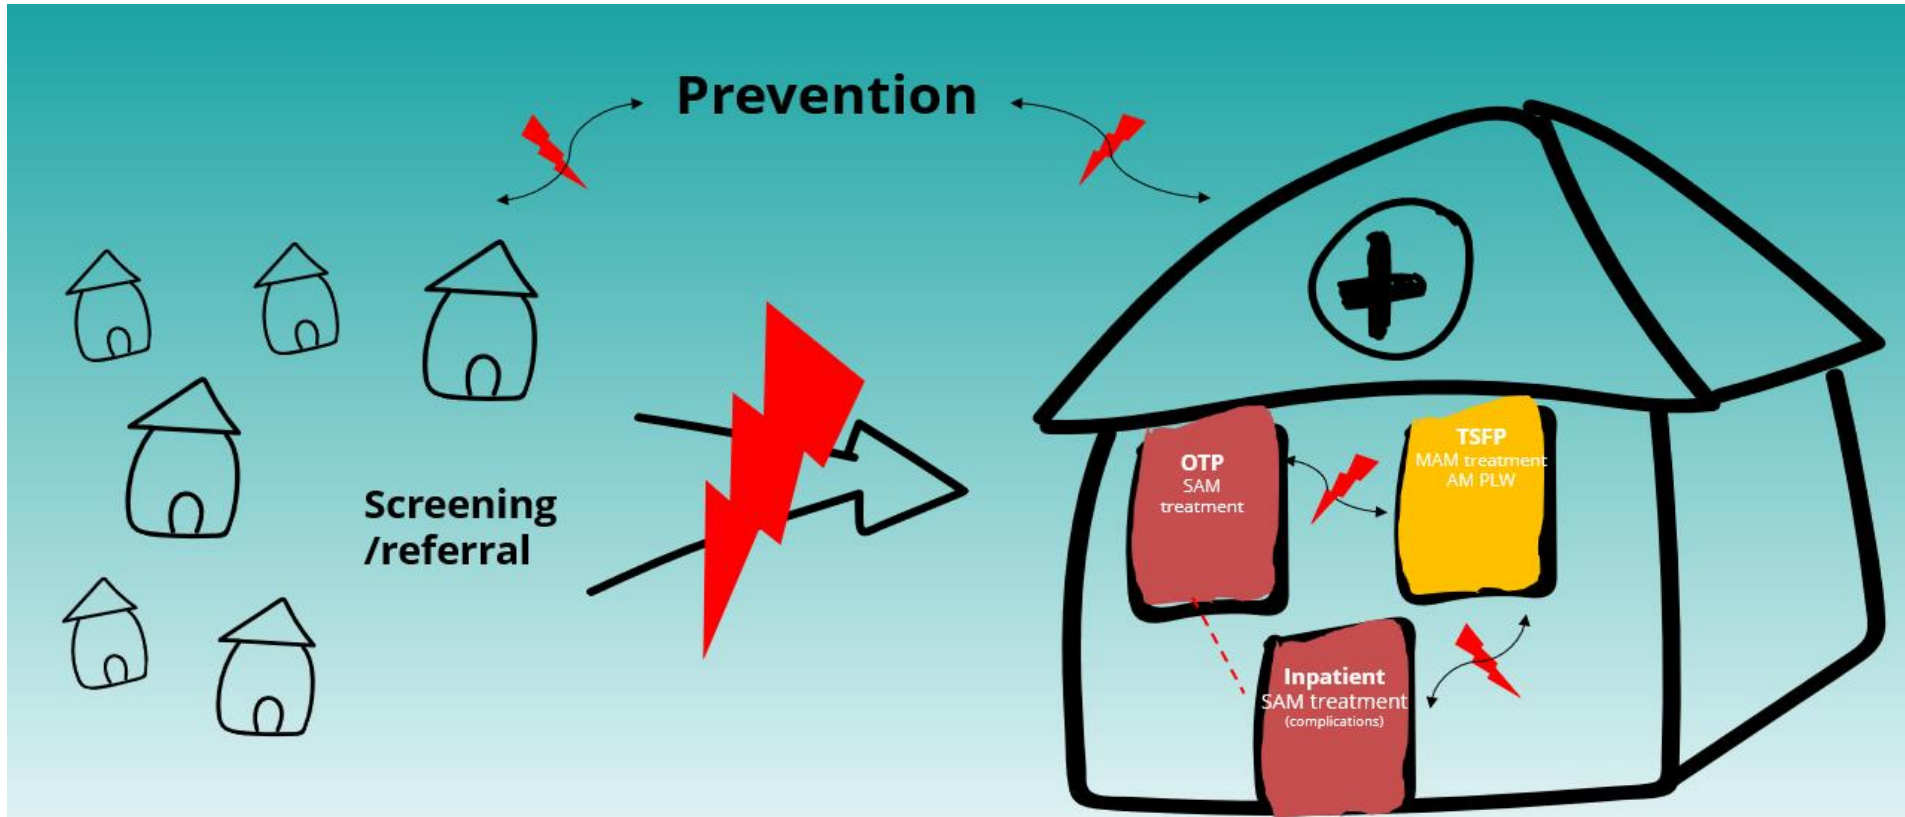 Prevention
Screening
/referral
OTP
SAM
treatment
TSFP
MAM treatment
AM PLW
Inpatient
SAM treatment
(complications)